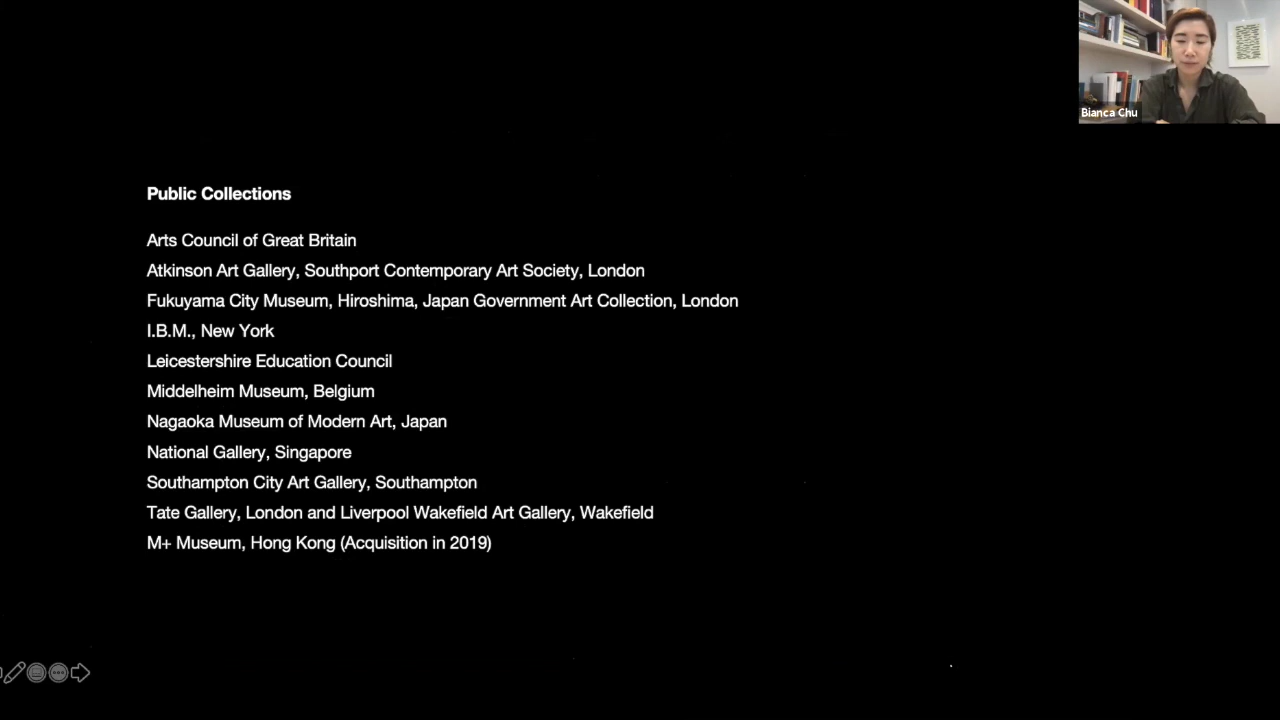 Bianca Chu
Public Collections
Arts Council of Great Britain
Atkinson Art Gallery, Southport Contemporary Art Society, London
Fukuyama City Museum, Hiroshima, Japan Government Art Collection, London
I.B.M., New York
Leicestershire Education Council
Middelheim Museum, Belgium
Nagaoka Museum of Modern Art, Japan
National Gallery, Singapore
Southampton City Art Gallery, Southampton
Tate Gallery, London and Liverpool Wakefield Art Gallery, Wakefield
M+ Museum, Hong Kong (Acquisition in 2019)